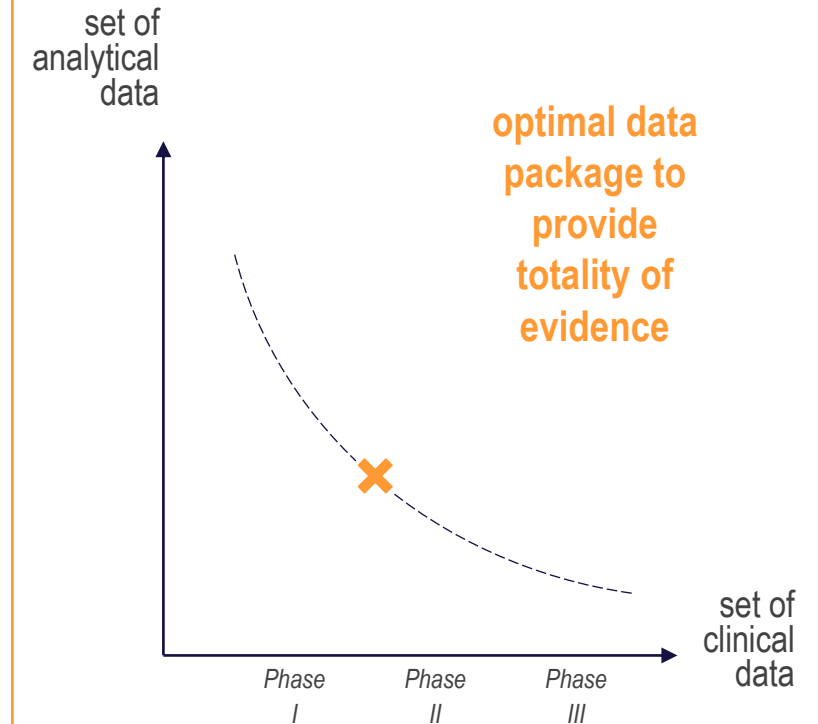 set of
analytical
data
optimal data
package to
provide
totality of
evidence
set of
clinical
data
Phase
I
Phase
II
Phase
III